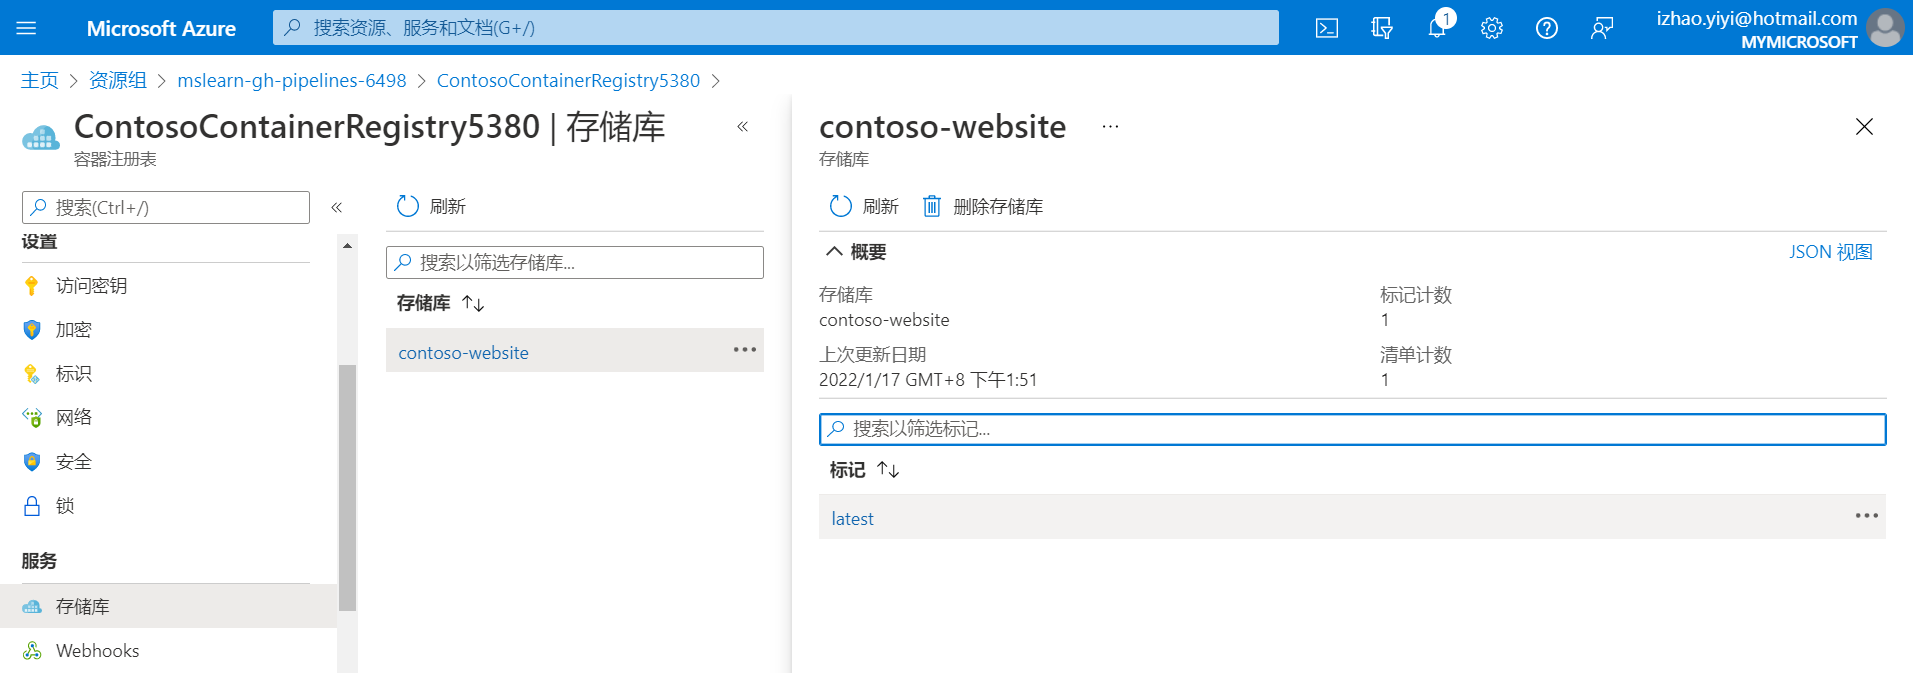 Microsoft Azure
搜索资源、服务和文档(G+/)
1
izhao.yiyi@hotmail.com
MYMICROSOFT
主页 > 资源组 > mslearn-gh-pipelines-6498 > ContosoContainerRegistry5380 >
ContosoContainerRegistry5380 | 存储库
容器注册表
搜索(Ctrl+/)
设置
访问密钥
加密
标识
网络
安全
锁
服务
存储库
Webhooks
刷新
搜索以筛选存储库...
存储库
contoso-website
contoso-website
存储库
刷新
删除存储库
概要
JSON 视图
存储库
contoso-website
标记计数
1
上次更新日期
2022/1/17 GMT+8 下午1:51
清单计数
1
搜索以筛选标记...
标记
latest